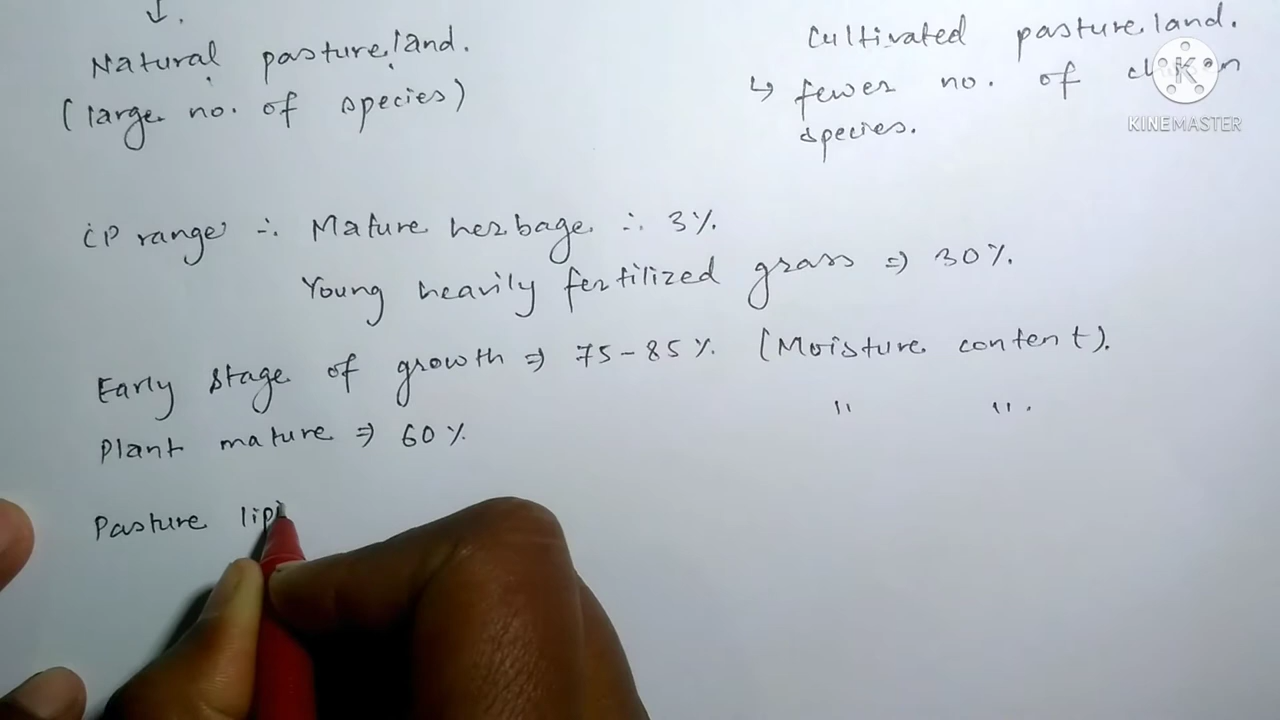 Natural pasture land.
(large no. of species)
Cultivated pasture land.
↳ fewer no. of
species.
KINEMASTER
CP range ∴ Mature herbage ∴ 3%.
Young heavily fertilized grass ⇒ 30%.
Early stage of growth ⇒ 75-85% (Moisture content).
Plant mature ⇒ 60% " ".
Pasture lipi